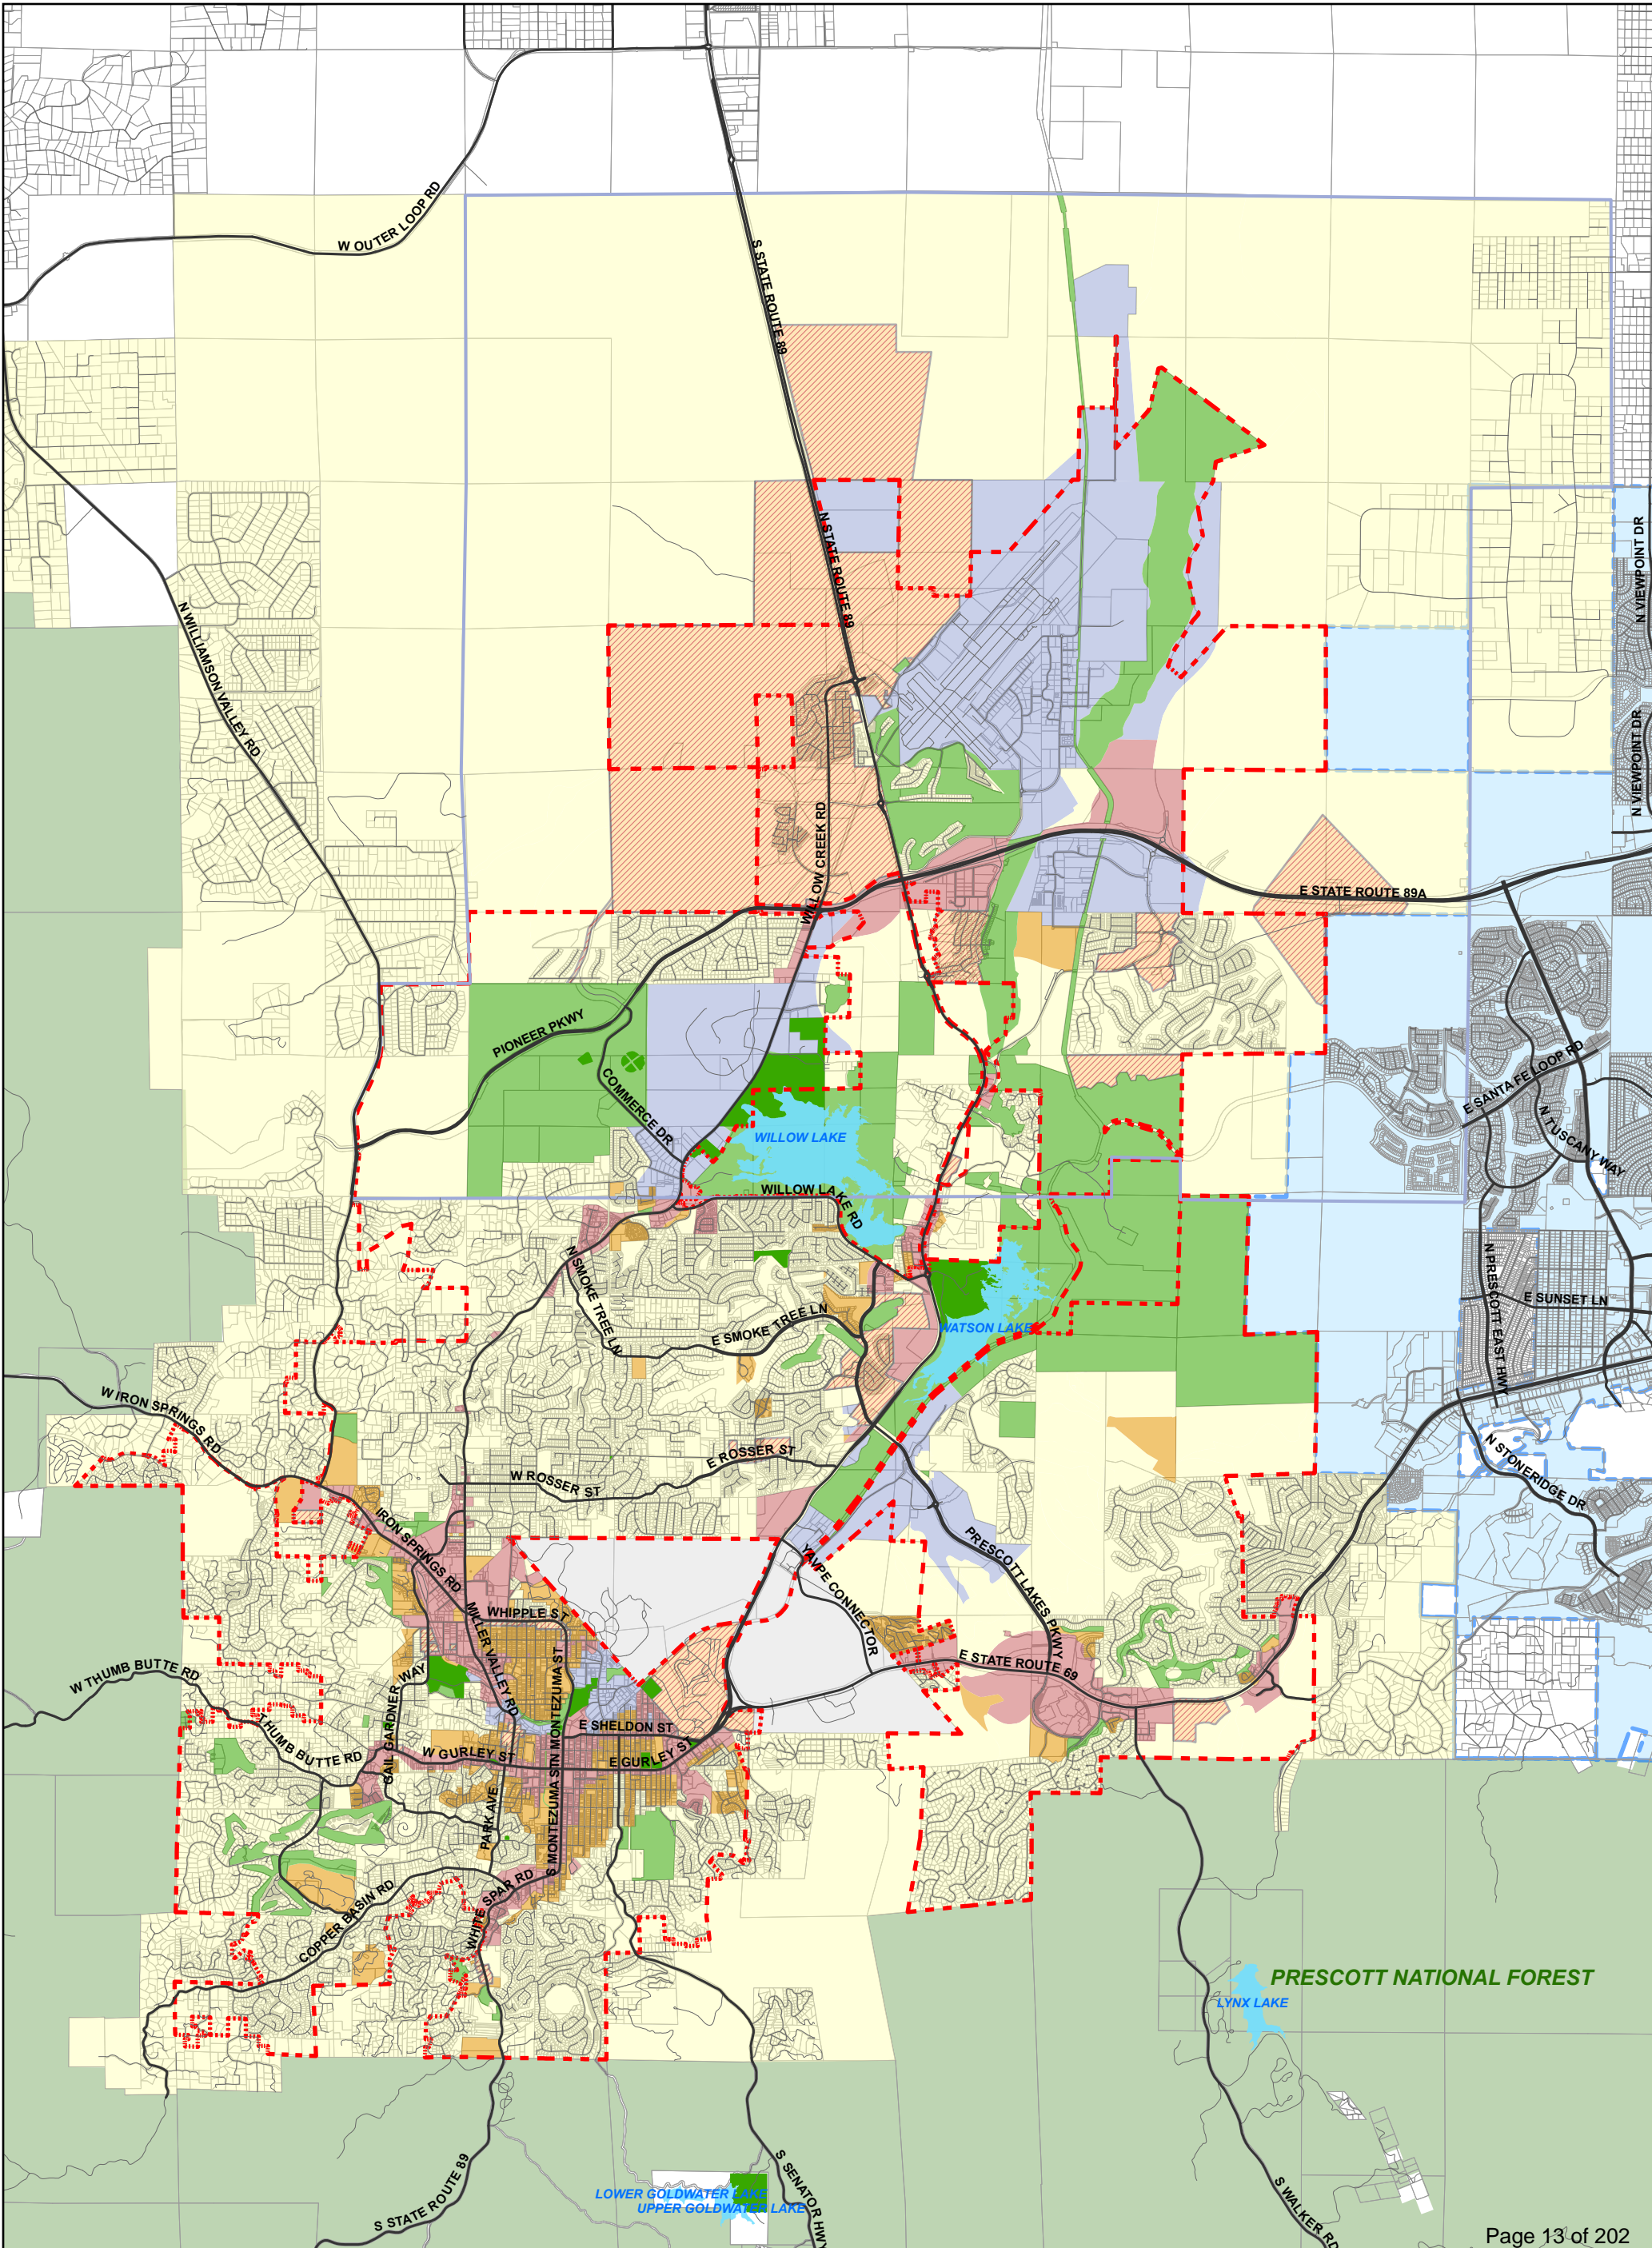 W OUTER LOOP RD
S STATE ROUTE 89
N STATE ROUTE 89
N VIEWPOINT DR
N WILLIAMSON VALLEY RD
N VIEWPOINT DR
WILLOW CREEK RD
E STATE ROUTE 89A
PIONEER PKWY
COMMERCE DR
E SANTA FE LOOP RD
N TUSCANY WAY
WILLOW LAKE
WILLOW LAKE RD
N SMOKE TREE LN
E SMOKE TREE LN
WATSON LAKE
N PRESCOTT EAST HWY
E SUNSET LN
W IRON SPRINGS RD
E ROSSER ST
W ROSSER ST
N STONERIDGE DR
IRON SPRINGS RD
YAVPE CONNECTOR
PRESCOTT LAKES PKWY
WHIPPLE ST
MILLER VALLEY RD
E STATE ROUTE 69
W THUMB BUTTE RD
GAIL GARDNER WAY
N MONTEZUMA ST
E SHELDON ST
THUMB BUTTE RD
W GURLEY ST
E GURLEY ST
PARK AVE
S MONTEZUMA ST
COPPER BASIN RD
WHITE SPAR RD
PRESCOTT NATIONAL FOREST
LYNX LAKE
S STATE ROUTE 89
LOWER GOLDWATER LAKE
UPPER GOLDWATER LAKE
S SENATOR HWY
S WALKER RD
Page 13 of 202